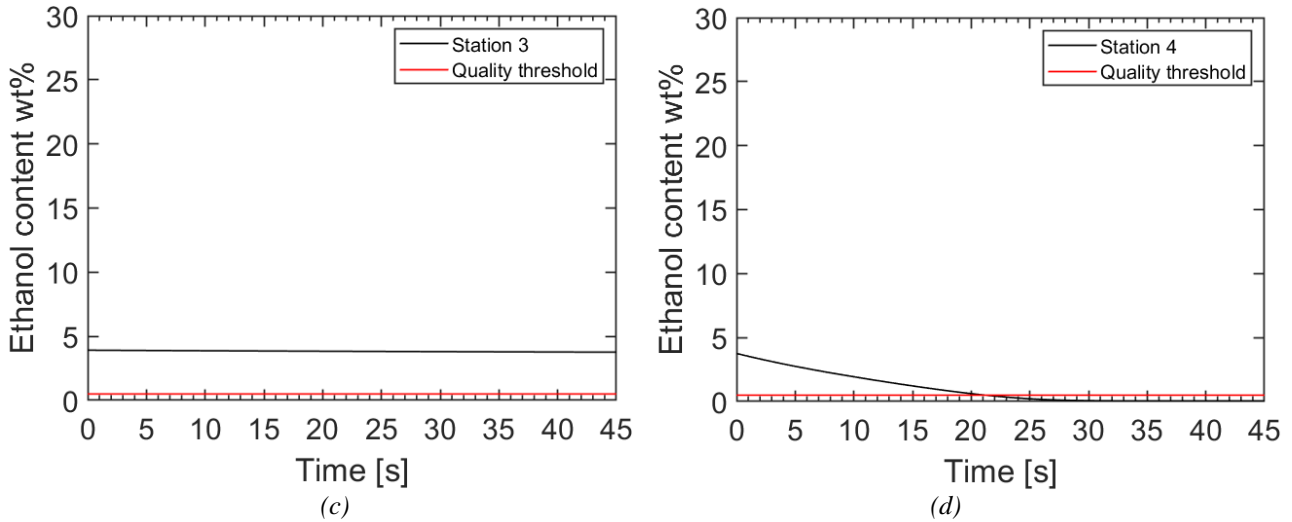 30
25
20
15
10
5
0
Ethanol content wt%
Station 3
Quality threshold
0 5 10 15 20 25 30 35 40 45
Time [s]
(c)
30
25
20
15
10
5
0
Ethanol content wt%
Station 4
Quality threshold
0 5 10 15 20 25 30 35 40 45
Time [s]
(d)